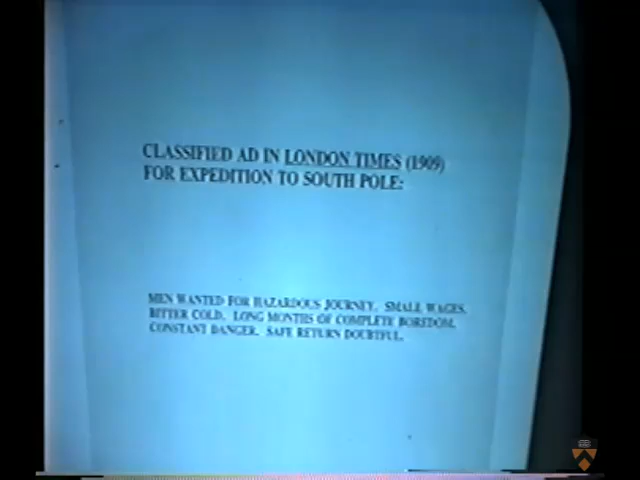 CLASSIFIED AD IN LONDON TIMES (1909)
FOR EXPEDITION TO SOUTH POLE:
MEN WANTED FOR HAZARDOUS JOURNEY. SMALL WAGES.
BITTER COLD. LONG MONTHS OF COMPLETE BOREDOM.
CONSTANT DANGER. SAFE RETURN DOUBTFUL.